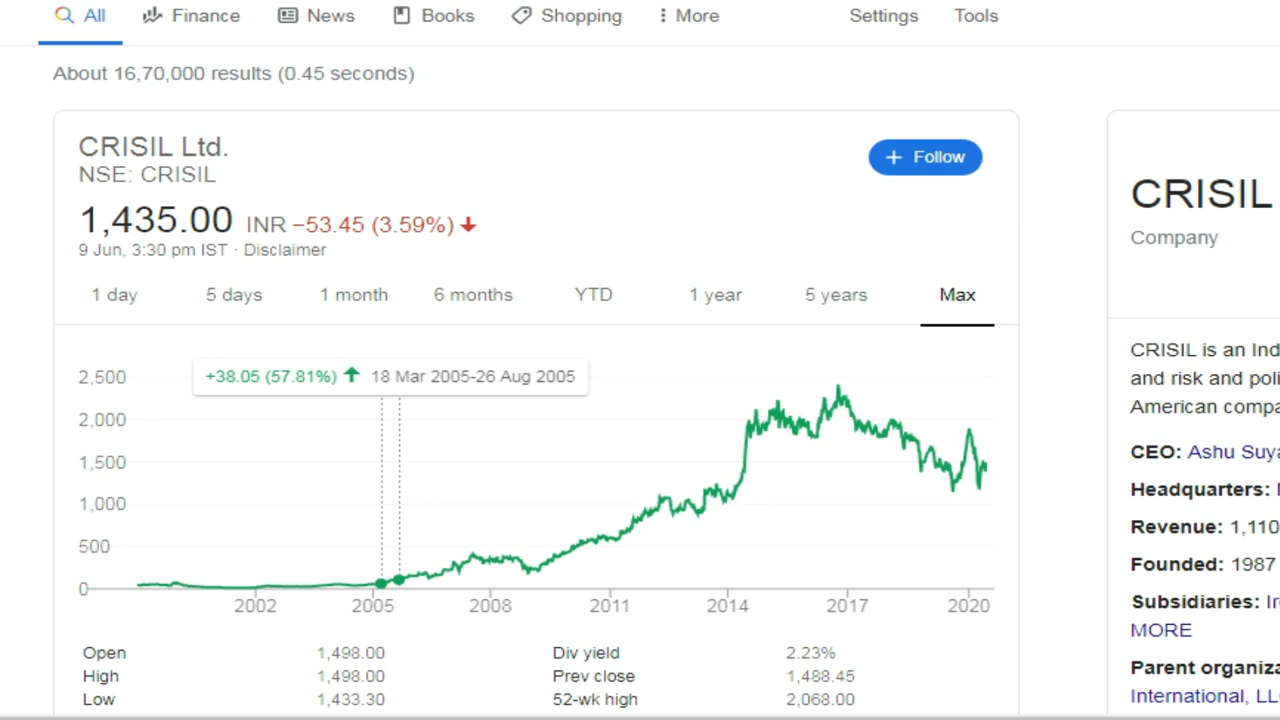 All Finance News Books Shopping More Settings Tools
About 16,70,000 results (0.45 seconds)
CRISIL Ltd.
NSE: CRISIL
+ Follow
1,435.00 INR −53.45 (3.59%)
9 Jun, 3:30 pm IST · Disclaimer
1 day 5 days 1 month 6 months YTD 1 year 5 years Max
+38.05 (57.81%) 18 Mar 2005-26 Aug 2005
2,500
2,000
1,500
1,000
500
0
2002 2005 2008 2011 2014 2017 2020
Open 1,498.00 Div yield 2.23%
High 1,498.00 Prev close 1,488.45
Low 1,433.30 52-wk high 2,068.00
CRISIL
Company
CRISIL is an Ind
and risk and poli
American compa
CEO: Ashu Suya
Headquarters:
Revenue: 1,110
Founded: 1987
Subsidiaries: Ir
MORE
Parent organiza
International, LL